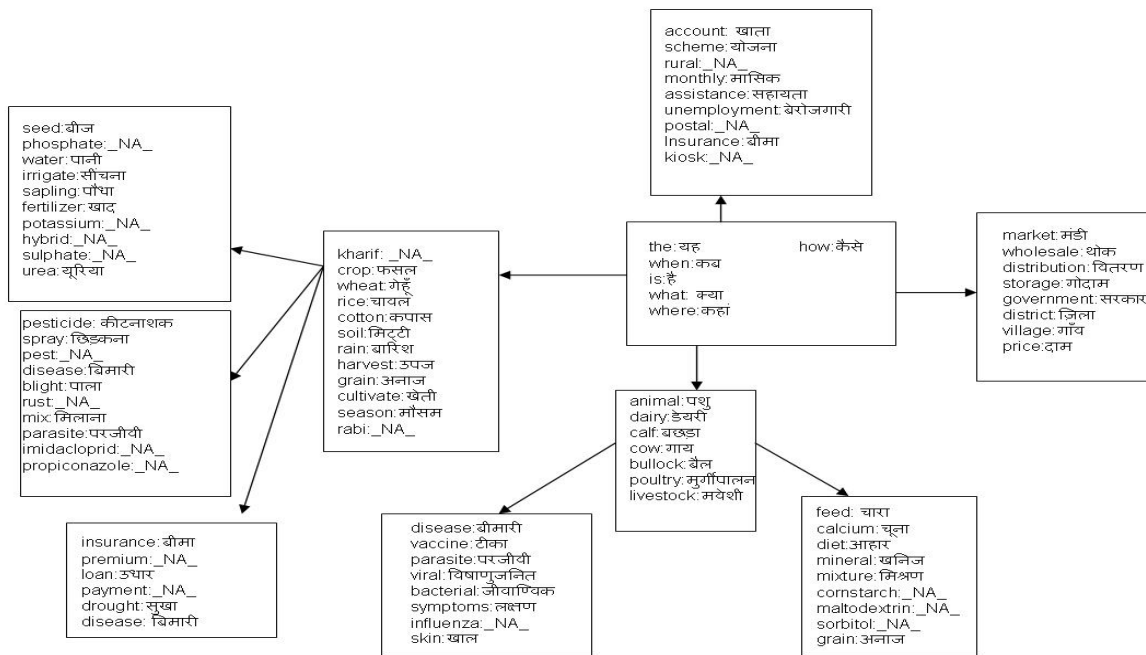 account: खाता
scheme:योजना
rural:_NA_
monthly:मासिक
assistance:सहायता
unemployment:बेरोजगारी
postal:_NA_
Insurance:बीमा
kiosk:_NA_
seed:बीज
phosphate:_NA_
water:पानी
irrigate:सींचना
sapling:पौधा
fertilizer:खाद
potassium:_NA_
hybrid:_NA_
sulphate:_NA_
urea:यूरिया
kharif: _NA_
crop:फसल
wheat:गेहूँ
rice:चावल
cotton:कपास
soil:मिट्टी
rain:बारिश
harvest:उपज
grain:अनाज
cultivate:खेती
season:मौसम
rabi:_NA_
the:यह how:कैसे
when:कब
is:है
what: क्या
where:कहां
market:मंडी
wholesale:थोक
distribution:वितरण
storage:गोदाम
government:सरकार
district:ज़िला
village:गाँव
price:दाम
pesticide: कीटनाशक
spray:छिड़कना
pest:_NA_
disease:बिमारी
blight:पाला
rust:_NA_
mix:मिलाना
parasite:परजीवी
imidacloprid:_NA_
propiconazole:_NA_
animal:पशु
dairy:डेयरी
calf:बछड़ा
cow:गाय
bullock:बैल
poultry:मुर्गीपालन
livestock:मवेशी
insurance:बीमा
premium:_NA_
loan:उधार
payment:_NA_
drought:सुखा
disease: बिमारी
disease:बीमारी
vaccine:टीका
parasite:परजीवी
viral:विषाणुजनित
bacterial:जीवाण्विक
symptoms:लक्षण
influenza:_NA_
skin:खाल
feed: चारा
calcium:चूना
diet:आहार
mineral:खनिज
mixture:मिश्रण
cornstarch:_NA_
maltodextrin:_NA_
sorbitol:_NA_
grain:अनाज